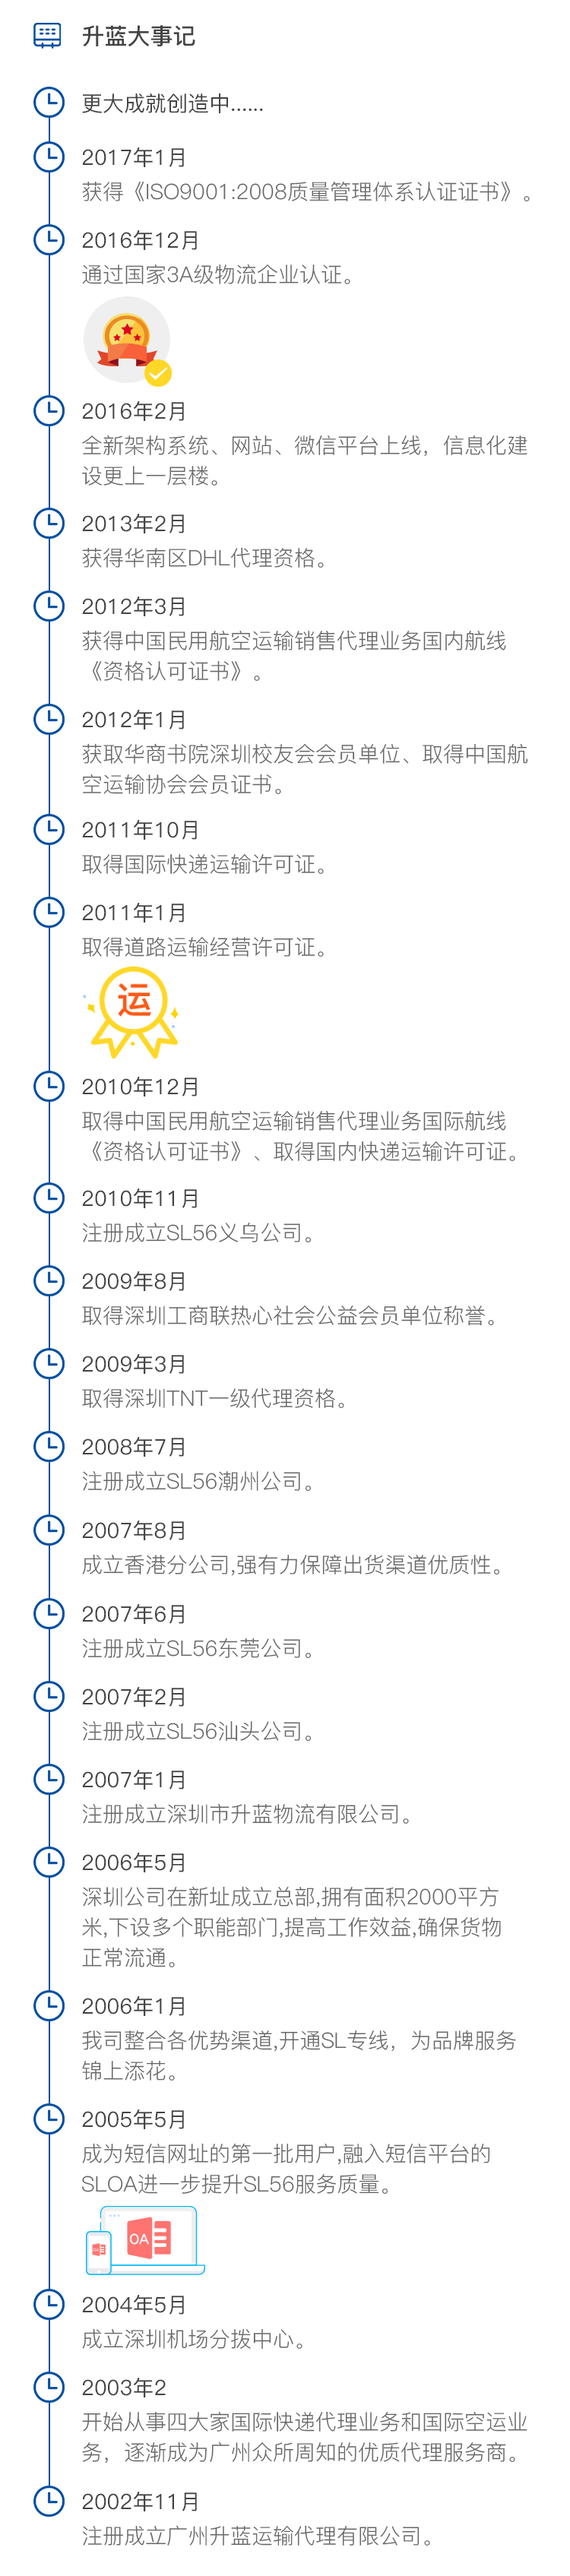 升蓝大事记
更大成就创造中......
2017年1月
获得《ISO9001:2008质量管理体系认证证书》。
2016年12月
通过国家3A级物流企业认证。
2016年2月
全新架构系统、网站、微信平台上线，信息化建
设更上一层楼。
2013年2月
获得华南区DHL代理资格。
2012年3月
获得中国民用航空运输销售代理业务国内航线
《资格认可证书》。
2012年1月
获取华商书院深圳校友会会员单位、取得中国航
空运输协会会员证书。
2011年10月
取得国际快递运输许可证。
2011年1月
取得道路运输经营许可证。
运
2010年12月
取得中国民用航空运输销售代理业务国际航线
《资格认可证书》、取得国内快递运输许可证。
2010年11月
注册成立SL56义乌公司。
2009年8月
取得深圳工商联热心社会公益会员单位称誉。
2009年3月
取得深圳TNT一级代理资格。
2008年7月
注册成立SL56潮州公司。
2007年8月
成立香港分公司,强有力保障出货渠道优质性。
2007年6月
注册成立SL56东莞公司。
2007年2月
注册成立SL56汕头公司。
2007年1月
注册成立深圳市升蓝物流有限公司。
2006年5月
深圳公司在新址成立总部,拥有面积2000平方
米,下设多个职能部门,提高工作效益,确保货物
正常流通。
2006年1月
我司整合各优势渠道,开通SL专线，为品牌服务
锦上添花。
2005年5月
成为短信网址的第一批用户,融入短信平台的
SLOA进一步提升SL56服务质量。
OA
2004年5月
成立深圳机场分拨中心。
2003年2
开始从事四大家国际快递代理业务和国际空运业
务，逐渐成为广州众所周知的优质代理服务商。
2002年11月
注册成立广州升蓝运输代理有限公司。